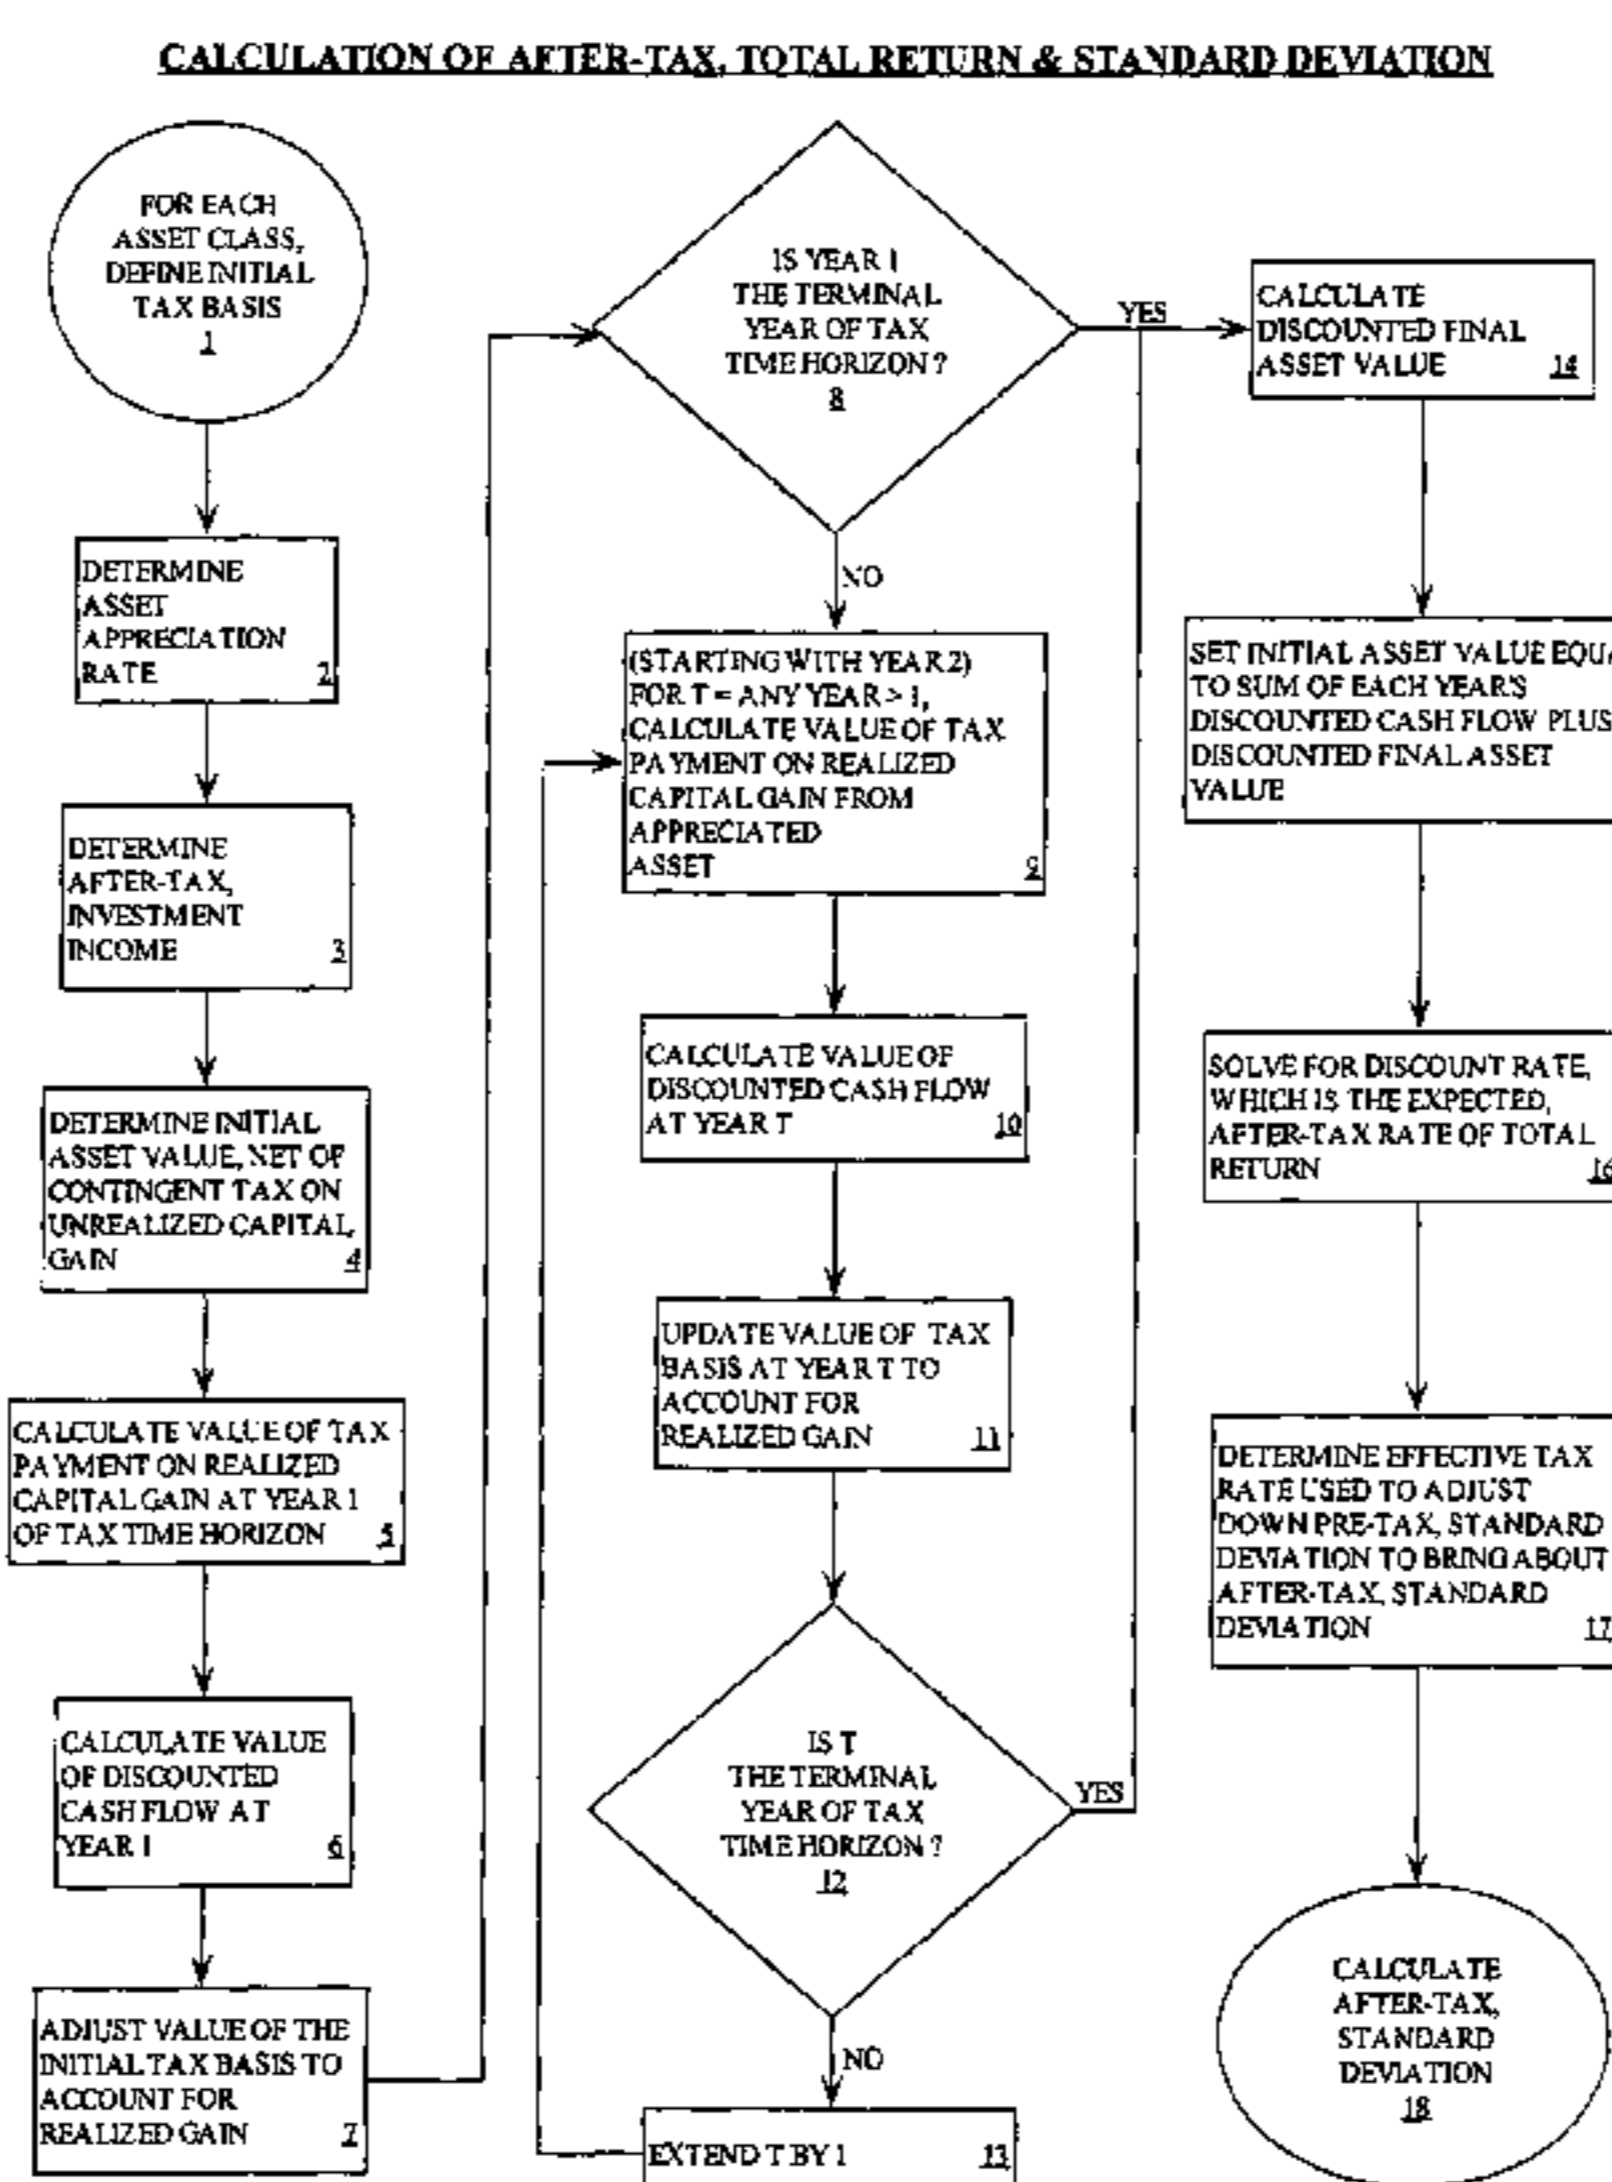 CALCULATION OF AFTER-TAX, TOTAL RETURN & STANDARD DEVIATION
FOR EACH
ASSET CLASS,
DEFINE INITIAL
TAX BASIS
1
DETERMINE
ASSET
APPRECIATION
RATE 2
DETERMINE
AFTER-TAX,
INVESTMENT
INCOME 3
DETERMINE INITIAL
ASSET VALUE, NET OF
CONTINGENT TAX ON
UNREALIZED CAPITAL
GAIN 4
CALCULATE VALUE OF TAX
PAYMENT ON REALIZED
CAPITAL GAIN AT YEAR 1
OF TAX TIME HORIZON 5
CALCULATE VALUE
OF DISCOUNTED
CASH FLOW AT
YEAR 1 6
ADJUST VALUE OF THE
INITIAL TAX BASIS TO
ACCOUNT FOR
REALIZED GAIN 7
IS YEAR 1
THE TERMINAL
YEAR OF TAX
TIME HORIZON ?
8
YES
NO
(STARTING WITH YEAR 2)
FOR T = ANY YEAR > 1,
CALCULATE VALUE OF TAX
PAYMENT ON REALIZED
CAPITAL GAIN FROM
APPRECIATED
ASSET 9
CALCULATE VALUE OF
DISCOUNTED CASH FLOW
AT YEAR T 10
UPDATE VALUE OF TAX
BASIS AT YEAR T TO
ACCOUNT FOR
REALIZED GAIN 11
IS T
THE TERMINAL
YEAR OF TAX
TIME HORIZON ?
12
YES
NO
EXTEND T BY 1 13
CALCULATE
DISCOUNTED FINAL
ASSET VALUE 14
SET INITIAL ASSET VALUE EQUA
TO SUM OF EACH YEAR'S
DISCOUNTED CASH FLOW PLUS
DISCOUNTED FINAL ASSET
VALUE
SOLVE FOR DISCOUNT RATE,
WHICH IS THE EXPECTED,
AFTER-TAX RATE OF TOTAL
RETURN 16
DETERMINE EFFECTIVE TAX
RATE USED TO ADJUST
DOWN PRE-TAX, STANDARD
DEVIATION TO BRING ABOUT
AFTER-TAX, STANDARD
DEVIATION 17
CALCULATE
AFTER-TAX,
STANDARD
DEVIATION
18